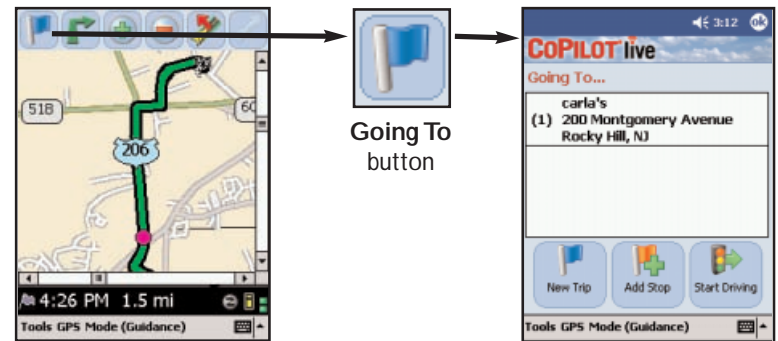 518
60
206
4:26 PM 1.5 mi
Tools GPS Mode (Guidance)
Going To
button
3:12 ok
CoPILOT live
Going To...
carla's
(1) 200 Montgomery Avenue
Rocky Hill, NJ
New Trip
Add Stop
Start Driving
Tools GPS Mode (Guidance)